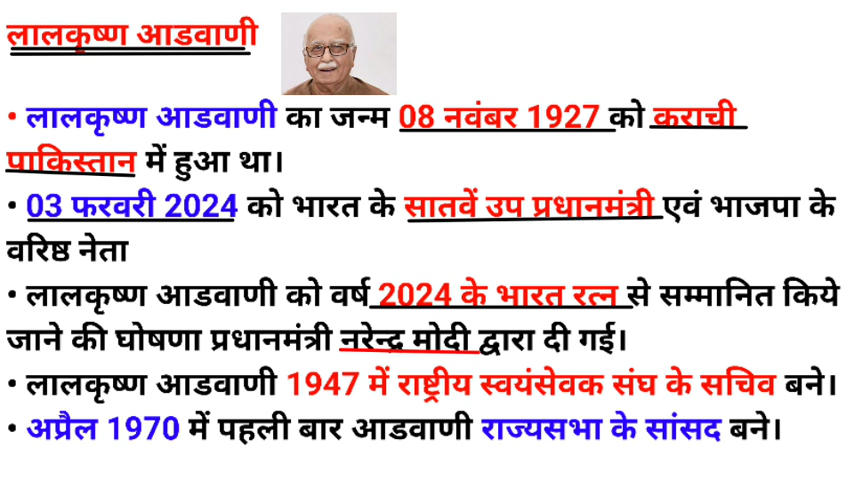 लालकृष्ण आडवाणी
• लालकृष्ण आडवाणी का जन्म 08 नवंबर 1927 को कराची
पाकिस्तान में हुआ था।
• 03 फरवरी 2024 को भारत के सातवें उप प्रधानमंत्री एवं भाजपा के
वरिष्ठ नेता
• लालकृष्ण आडवाणी को वर्ष 2024 के भारत रत्न से सम्मानित किये
जाने की घोषणा प्रधानमंत्री नरेन्द्र मोदी द्वारा दी गई।
• लालकृष्ण आडवाणी 1947 में राष्ट्रीय स्वयंसेवक संघ के सचिव बने।
• अप्रैल 1970 में पहली बार आडवाणी राज्यसभा के सांसद बने।